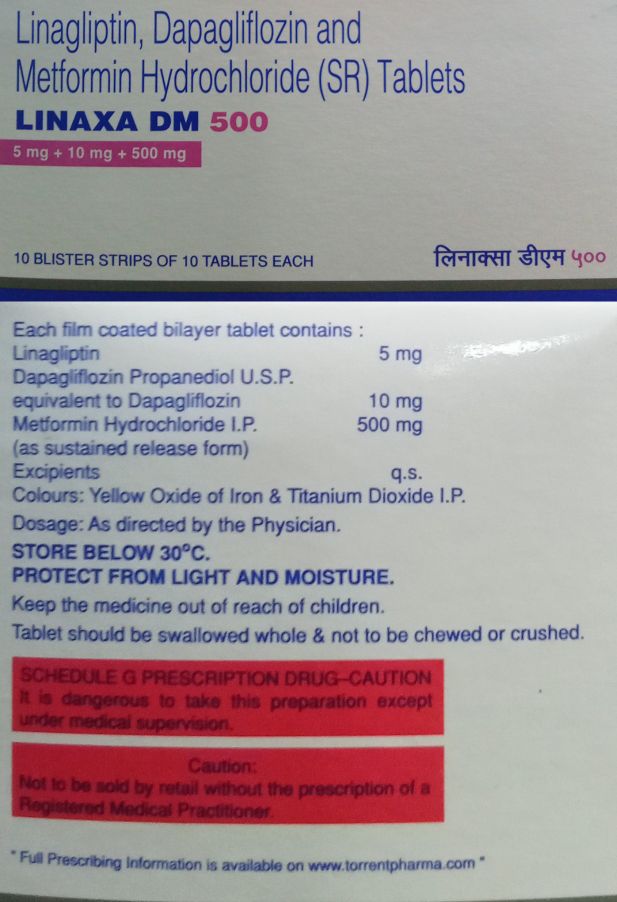 Linagliptin, Dapagliflozin and
Metformin Hydrochloride (SR) Tablets
LINAXA DM 500
5 mg + 10 mg + 500 mg
10 BLISTER STRIPS OF 10 TABLETS EACH
लिनाक्सा डीएम ५००
Each film coated bilayer tablet contains :
Linagliptin 5 mg
Dapagliflozin Propanediol U.S.P.
equivalent to Dapagliflozin 10 mg
Metformin Hydrochloride I.P. 500 mg
(as sustained release form)
Excipients q.s.
Colours: Yellow Oxide of Iron & Titanium Dioxide I.P.
Dosage: As directed by the Physician.
STORE BELOW 30°C.
PROTECT FROM LIGHT AND MOISTURE.
Keep the medicine out of reach of children.
Tablet should be swallowed whole & not to be chewed or crushed.
SCHEDULE G PRESCRIPTION DRUG–CAUTION
It is dangerous to take this preparation except
under medical supervision.
Caution:
Not to be sold by retail without the prescription of a
Registered Medical Practitioner.
" Full Prescribing Information is available on www.torrentpharma.com "